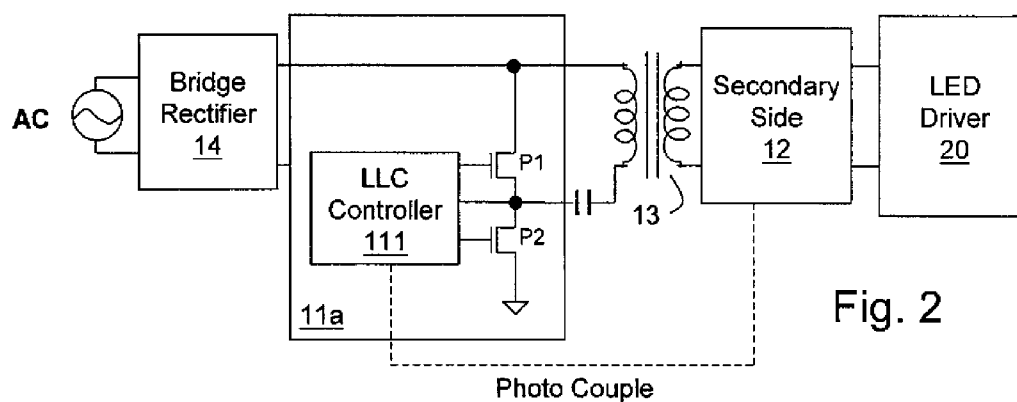 AC
Bridge
Rectifier
14
LLC
Controller
111
P1
P2
11a
13
Secondary
Side
12
LED
Driver
20
Photo Couple
Fig. 2